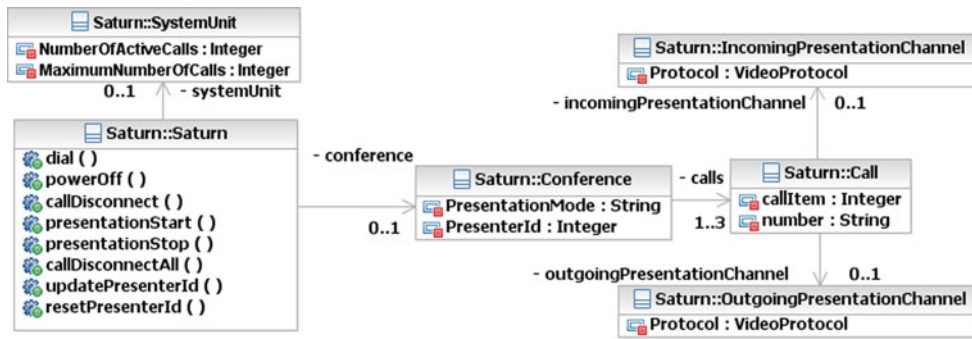 Saturn::SystemUnit
NumberOfActiveCalls : Integer
MaximumNumberOfCalls : Integer
0..1
- systemUnit
Saturn::Saturn
dial ( )
powerOff ( )
callDisconnect ( )
presentationStart ( )
presentationStop ( )
callDisconnectAll ( )
updatePresenterId ( )
resetPresenterId ( )
- conference
0..1
Saturn::Conference
PresentationMode : String
PresenterId : Integer
- calls
1..3
Saturn::IncomingPresentationChannel
Protocol : VideoProtocol
- incomingPresentationChannel
0..1
Saturn::Call
callItem : Integer
number : String
- outgoingPresentationChannel
0..1
Saturn::OutgoingPresentationChannel
Protocol : VideoProtocol